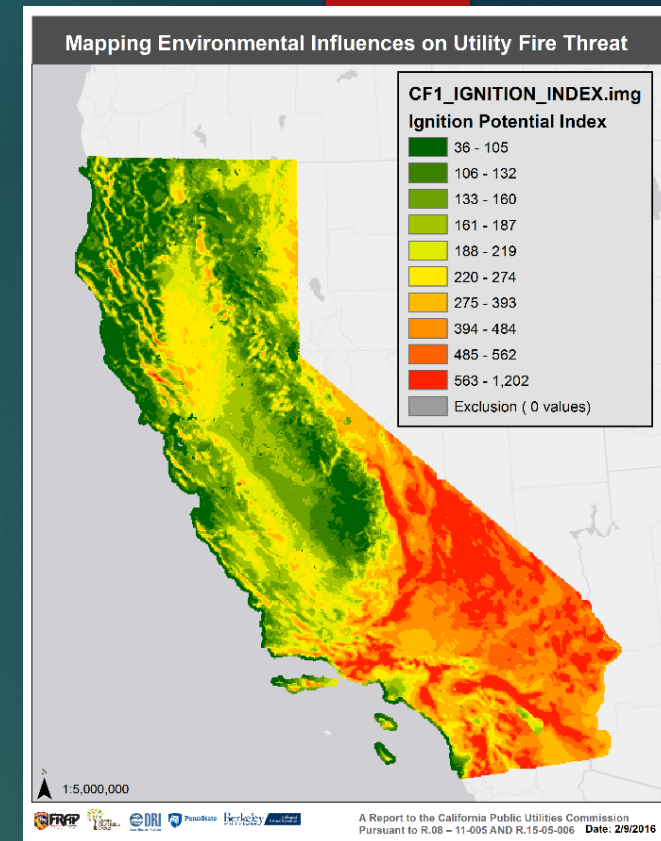 Mapping Environmental Influences on Utility Fire Threat
CF1_IGNITION_INDEX.img
Ignition Potential Index
36 - 105
106 - 132
133 - 160
161 - 187
188 - 219
220 - 274
275 - 393
394 - 484
485 - 562
563 - 1,202
Exclusion ( 0 values)
N
1:5,000,000
FRAP
DRI
PennState
Berkeley
A Report to the California Public Utilities Commission
Pursuant to R.08 – 11-005 AND R.15-05-006 Date: 2/9/2016